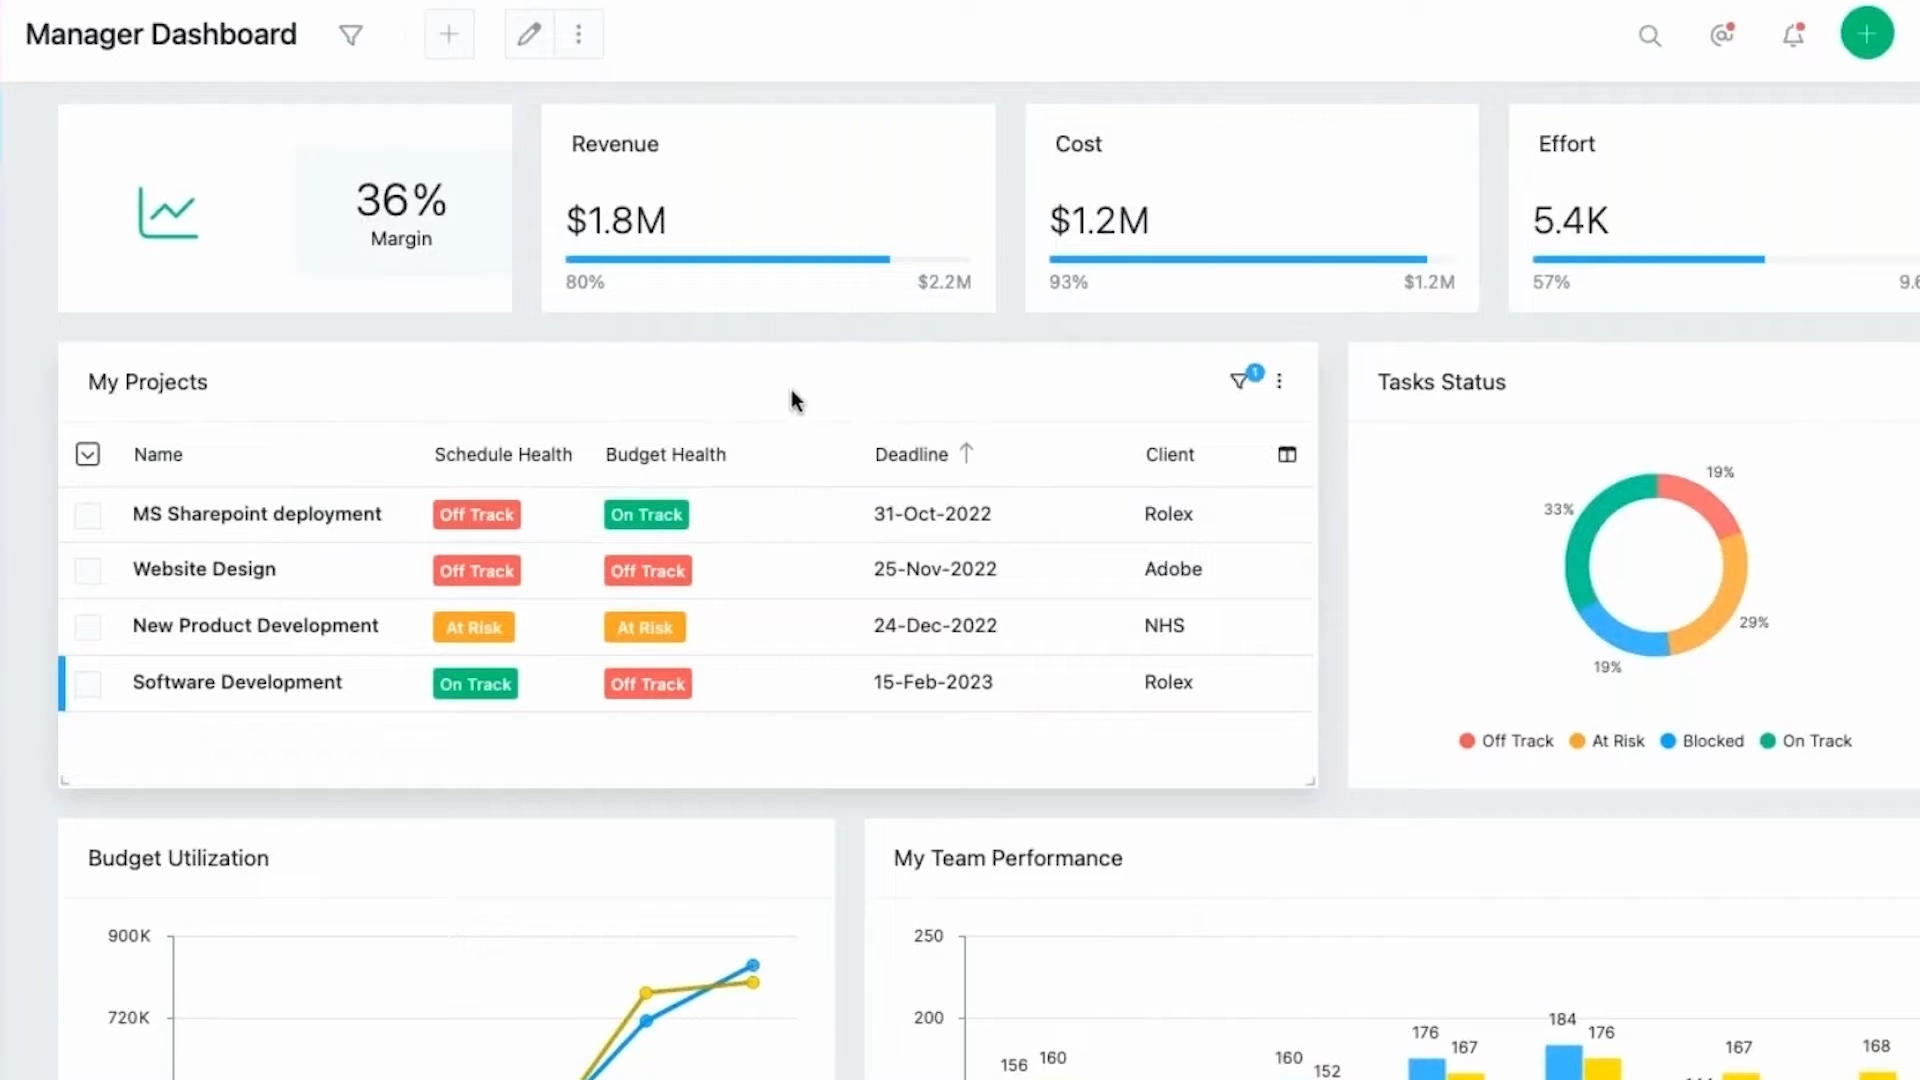 Manager Dashboard
36%
Margin
Revenue
$1.8M
80% $2.2M
Cost
$1.2M
93% $1.2M
Effort
5.4K
57%
My Projects
1
Name Schedule Health Budget Health Deadline Client
MS Sharepoint deployment Off Track On Track 31-Oct-2022 Rolex
Website Design Off Track Off Track 25-Nov-2022 Adobe
New Product Development At Risk At Risk 24-Dec-2022 NHS
Software Development On Track Off Track 15-Feb-2023 Rolex
Tasks Status
19%
33%
29%
19%
Off Track At Risk Blocked On Track
Budget Utilization
900K
720K
My Team Performance
250
200
156 160 160 152 176 167 184 176 167 168